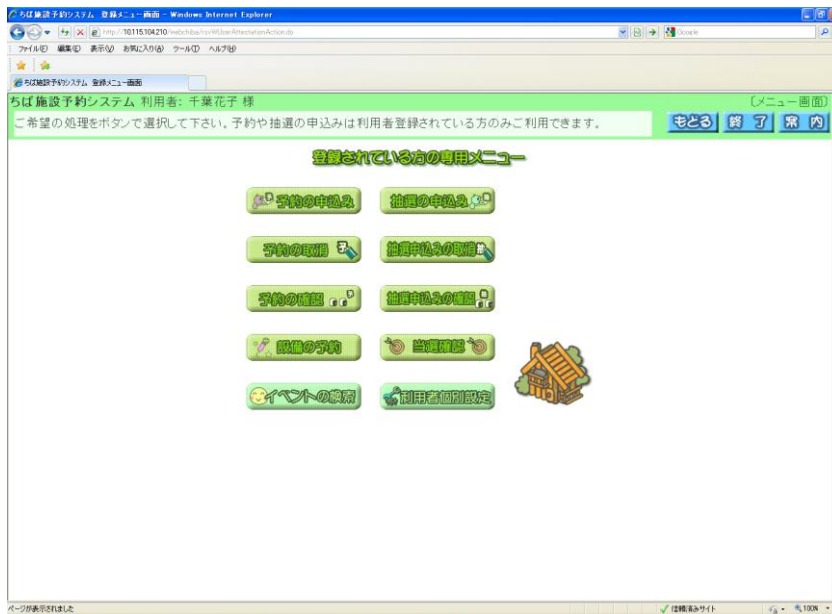 ちば施設予約システム 登録メニュー画面 - Windows Internet Explorer
http://10.115.104.210/webchiba/rsvWUserAttestationAction.do
Google
ファイル(F) 編集(E) 表示(V) お気に入り(A) ツール(T) ヘルプ(H)
ちば施設予約システム 登録メニュー画面
ちば施設予約システム 利用者: 千葉花子 様
〔メニュー画面〕
ご希望の処理をボタンで選択して下さい。予約や抽選の申込みは利用者登録されている方のみご利用できます。
もどる 終了 案内
登録されている方の専用メニュー
予約の申込み 抽選の申込み
予約の取消 抽選申込みの取消
予約の確認 抽選申込みの確認
設備の予約 当選確認
イベントの検索 利用者個別設定
ページが表示されました
信頼済みサイト
100%